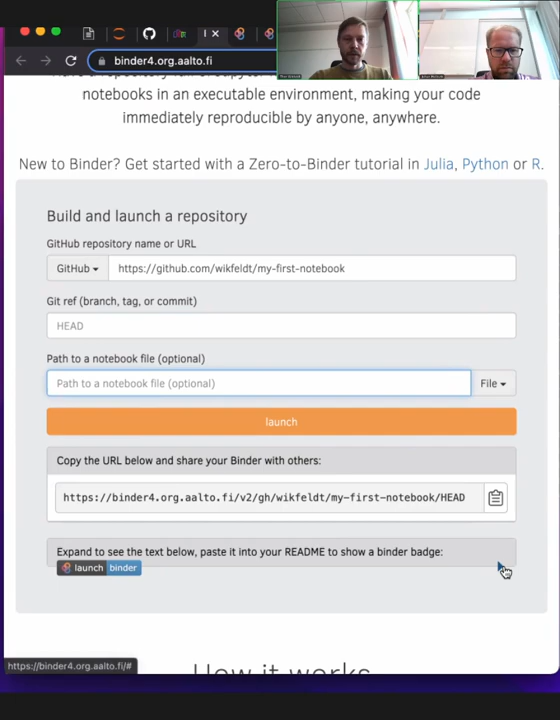 binder4.org.aalto.fi
notebooks in an executable environment, making your code
immediately reproducible by anyone, anywhere.
New to Binder? Get started with a Zero-to-Binder tutorial in Julia, Python or R.
Build and launch a repository
GitHub repository name or URL
GitHub https://github.com/wikfeldt/my-first-notebook
Git ref (branch, tag, or commit)
HEAD
Path to a notebook file (optional)
Path to a notebook file (optional) File
launch
Copy the URL below and share your Binder with others:
https://binder4.org.aalto.fi/v2/gh/wikfeldt/my-first-notebook/HEAD
Expand to see the text below, paste it into your README to show a binder badge:
launch binder
https://binder4.org.aalto.fi/#
How it works